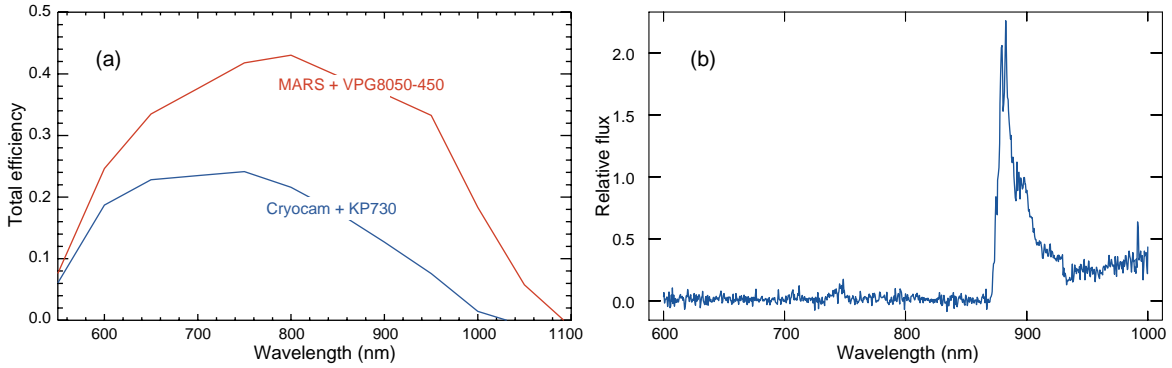 0.5
0.4
0.3
0.2
0.1
0.0
Total efficiency
(a)
MARS + VPG8050-450
Cryocam + KP730
600 700 800 900 1000 1100
Wavelength (nm)
2.0
1.5
1.0
0.5
0.0
Relative flux
(b)
600 700 800 900 1000
Wavelength (nm)